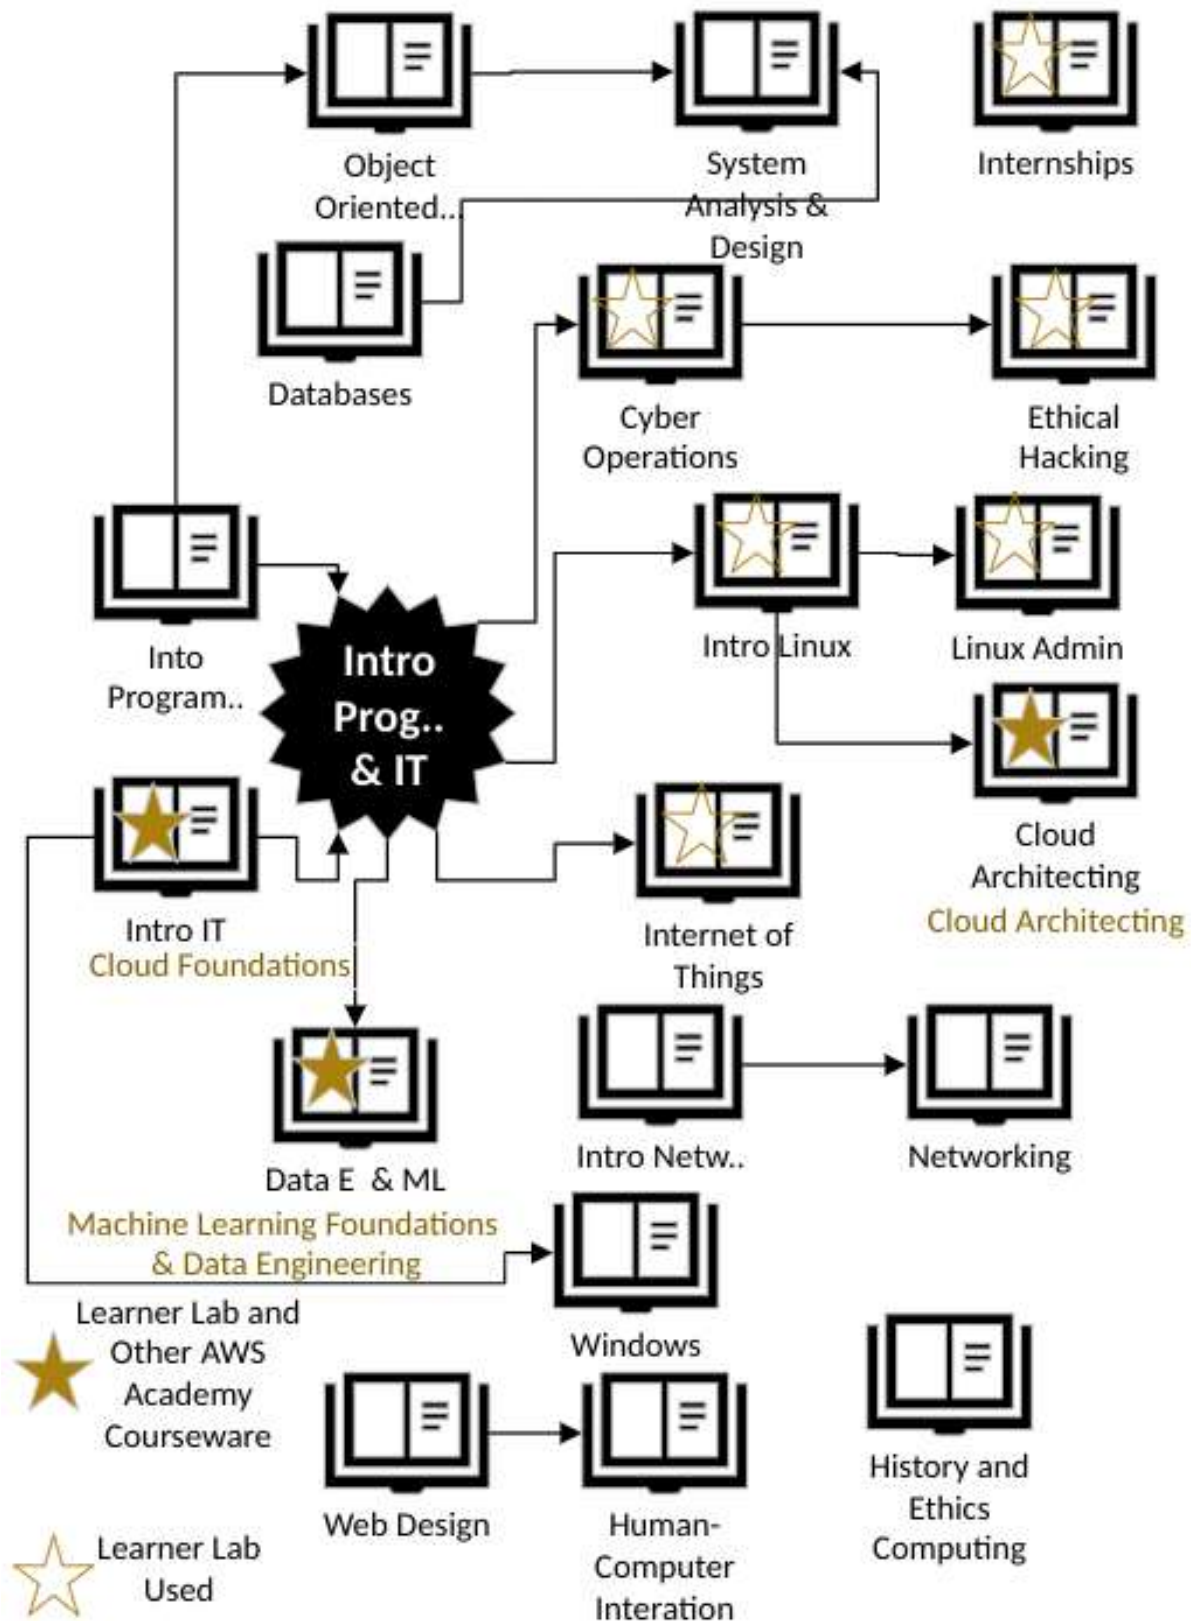 Object
Oriented...
System
Analysis &
Design
Internships
Databases
Cyber
Operations
Ethical
Hacking
Into
Program..
Intro
Prog..
& IT
Intro Linux
Linux Admin
Cloud
Architecting
Cloud Architecting
Intro IT
Cloud Foundations
Internet of
Things
Data E & ML
Machine Learning Foundations
& Data Engineering
Intro Netw..
Networking
Windows
Learner Lab and
Other AWS
Academy
Courseware
Web Design
Human-
Computer
Interation
History and
Ethics
Computing
Learner Lab
Used